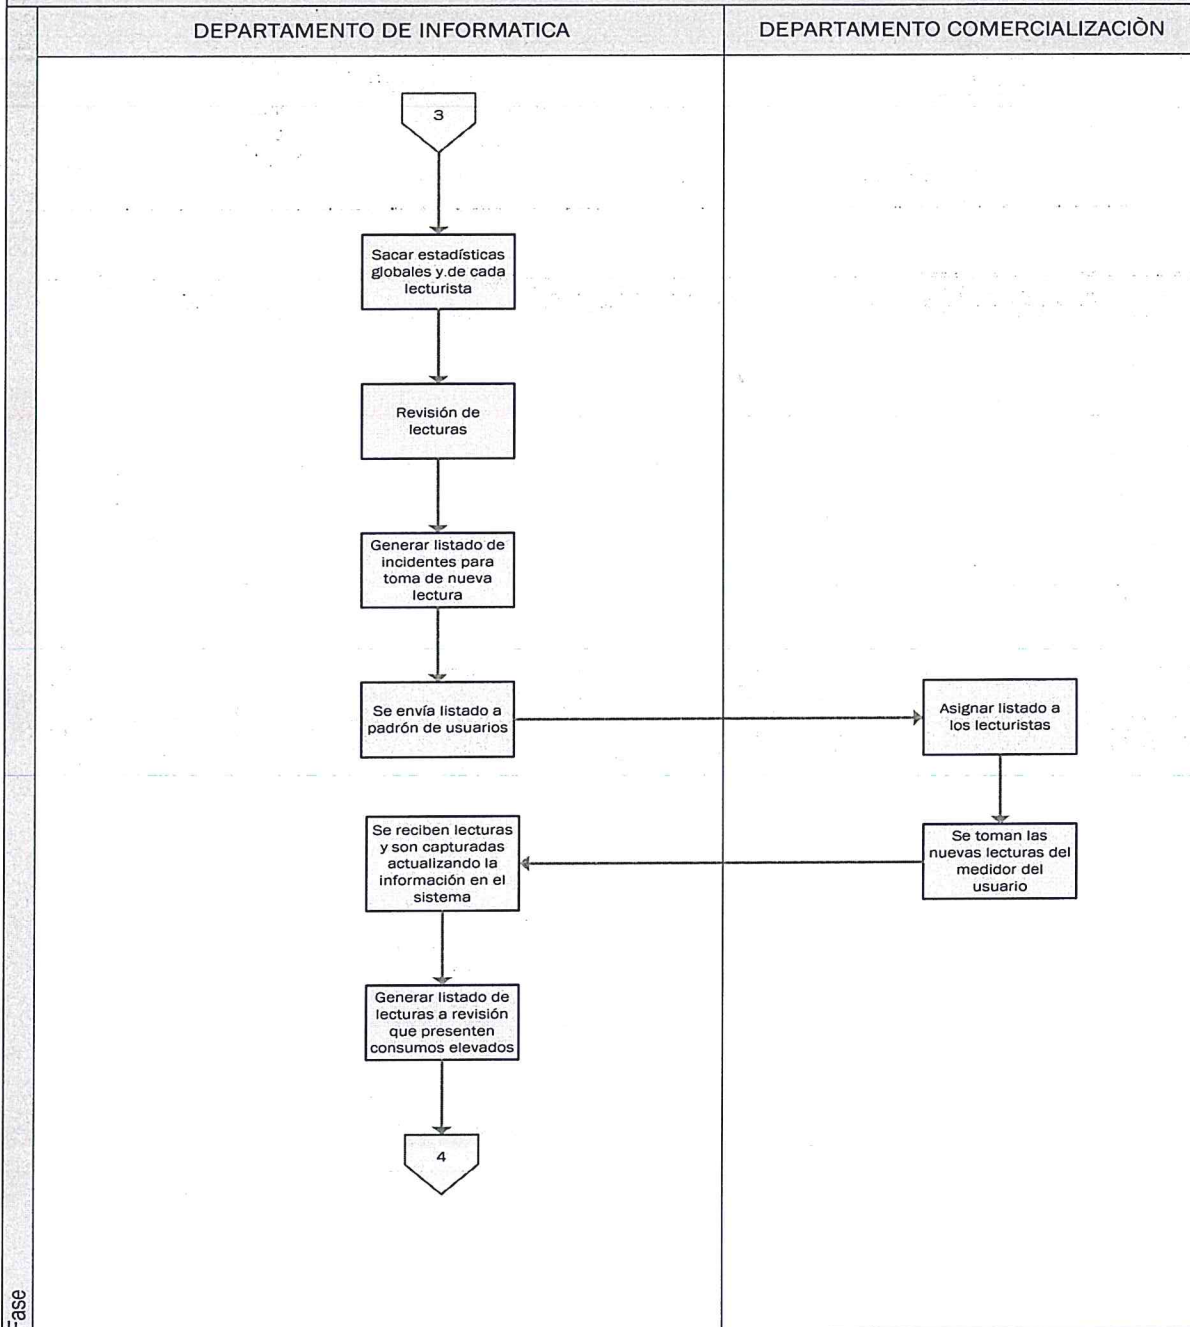 DEPARTAMENTO DE INFORMATICA
DEPARTAMENTO COMERCIALIZACIÒN
3
Sacar estadísticas
globales y.de cada
lecturista
Revisión de
lecturas
Generar listado de
incidentes para
toma de nueva
lectura
Se envía listado a
padrón de usuarios
Asignar listado a
los lecturistas
Se toman las
nuevas lecturas del
medidor del
usuario
Se reciben lecturas
y son capturadas
actualizando la
información en el
sistema
Generar listado de
lecturas a revisión
que presenten
consumos elevados
4
Fase